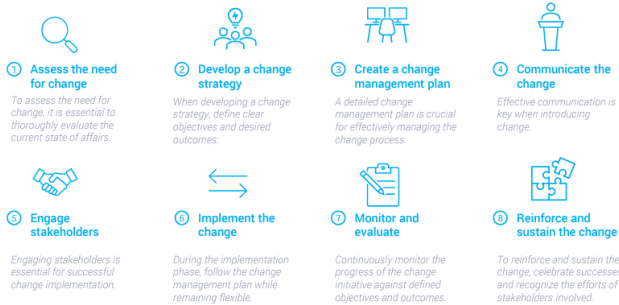 1 Assess the need
for change
To assess the need for
change, it is essential to
thoroughly evaluate the
current state of affairs.
2 Develop a change
strategy
When developing a change
strategy, define clear
objectives and desired
outcomes.
3 Create a change
management plan
A detailed change
management plan is crucial
for effectively managing the
change process.
4 Communicate the
change
Effective communication is
key when introducing
change.
5 Engage
stakeholders
Engaging stakeholders is
essential for successful
change implementation.
6 Implement the
change
During the implementation
phase, follow the change
management plan while
remaining flexible.
7 Monitor and
evaluate
Continuously monitor the
progress of the change
initiative against defined
objectives and outcomes.
8 Reinforce and
sustain the change
To reinforce and sustain the
change, celebrate successes
and recognize the efforts of
stakeholders involved.